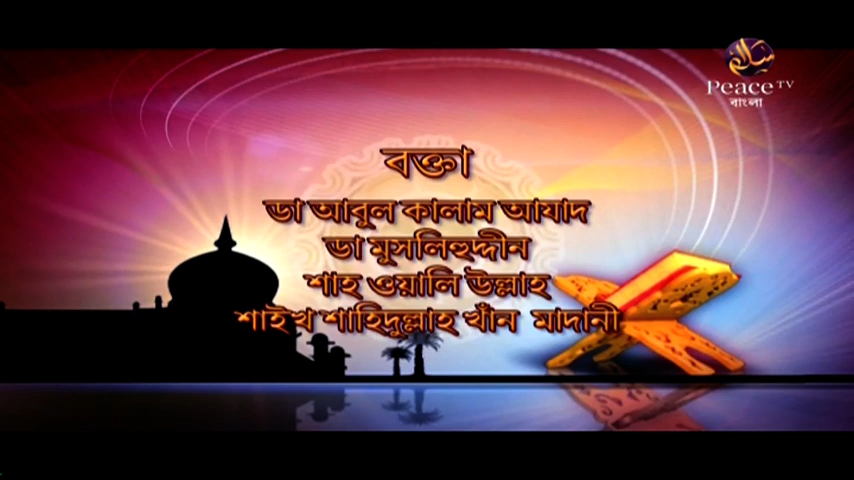 Peace TV
বাংলা
বক্তা
ডা আবুল কালাম আযাদ
ডা মুসলিহুদ্দীন
শাহ ওয়ালি উল্লাহ
শাইখ শাহিদুল্লাহ খাঁন মাদানী